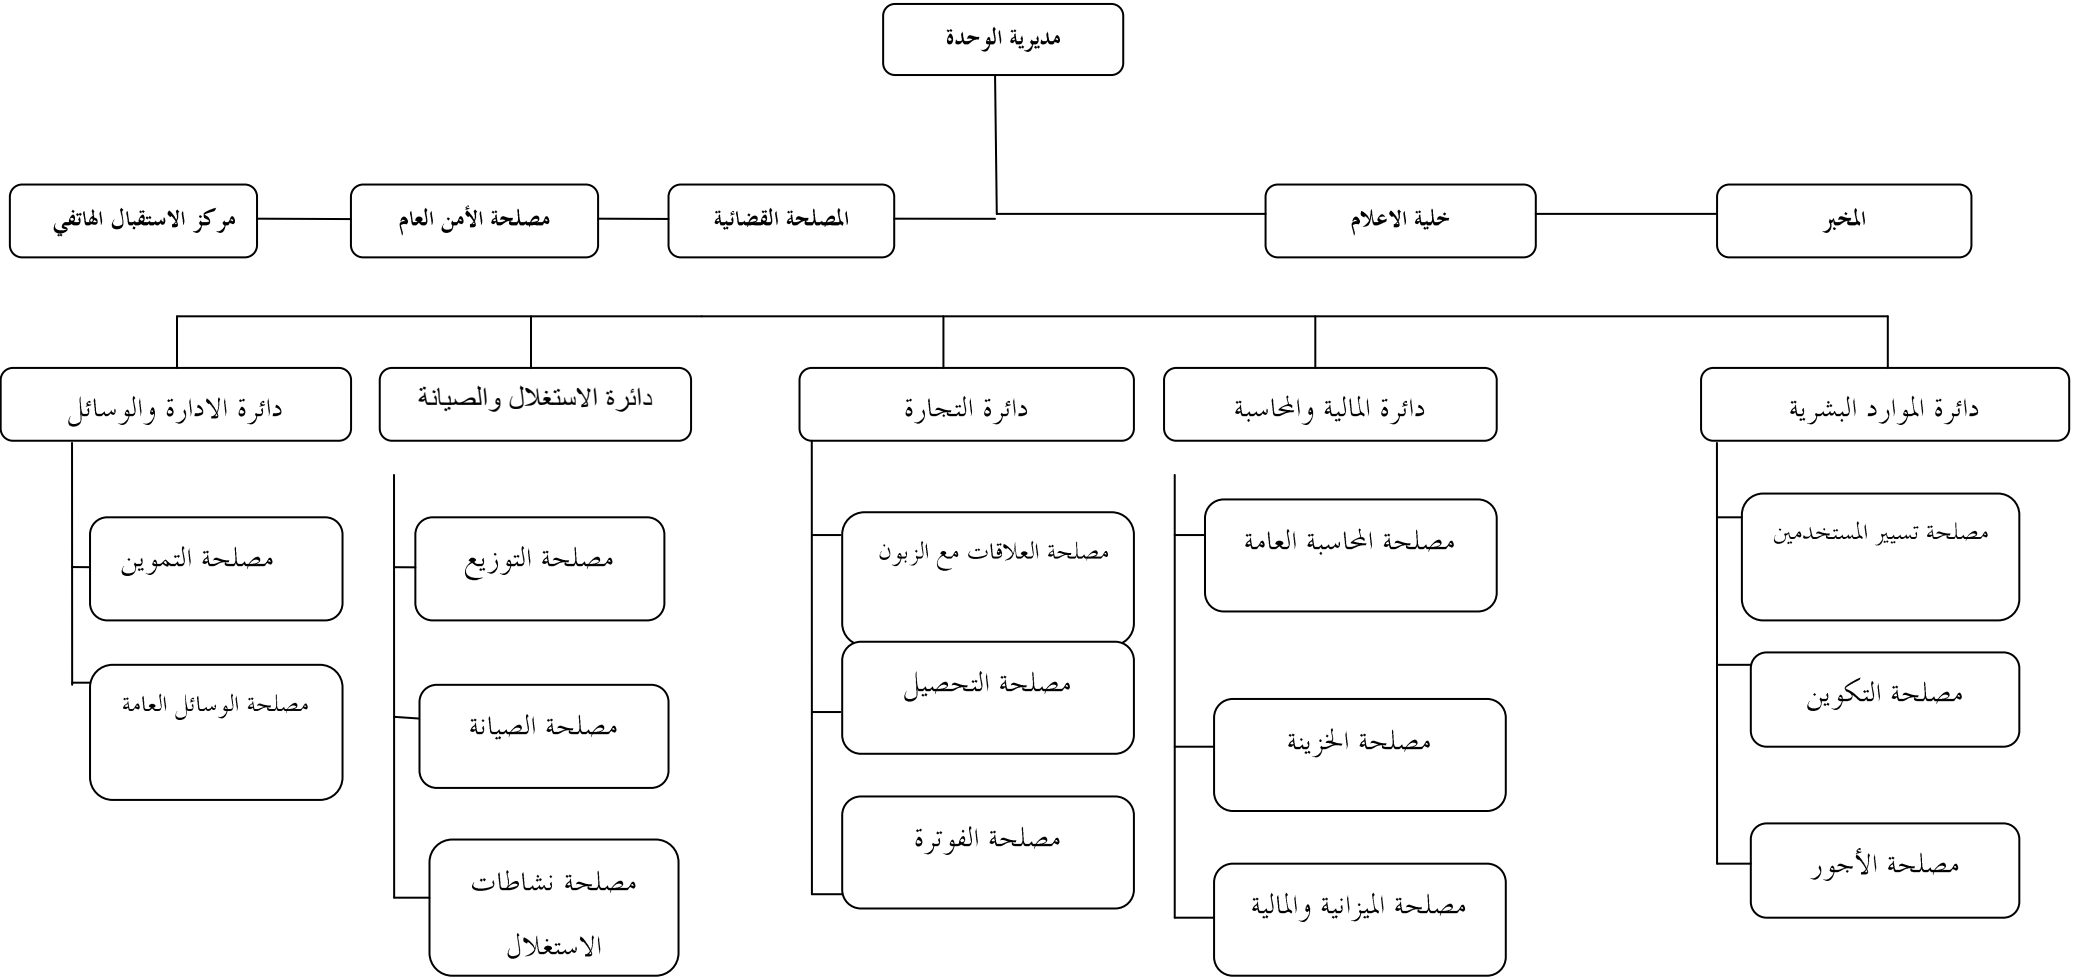 مديرية الوحدة
المخبر
خلية الاعلام
المصلحة القضائية
مصلحة الأمن العام
مركز الاستقبال الهاتفي
دائرة الموارد البشرية
دائرة المالية والمحاسبة
دائرة التجارة
دائرة الاستغلال والصيانة
دائرة الادارة والوسائل
مصلحة تسيير المستخدمين
مصلحة التكوين
مصلحة الأجور
مصلحة المحاسبة العامة
مصلحة الخزينة
مصلحة الميزانية والمالية
مصلحة العلاقات مع الزبون
مصلحة التحصيل
مصلحة الفوترة
مصلحة التوزيع
مصلحة الصيانة
مصلحة نشاطات
الاستغلال
مصلحة التموين
مصلحة الوسائل العامة